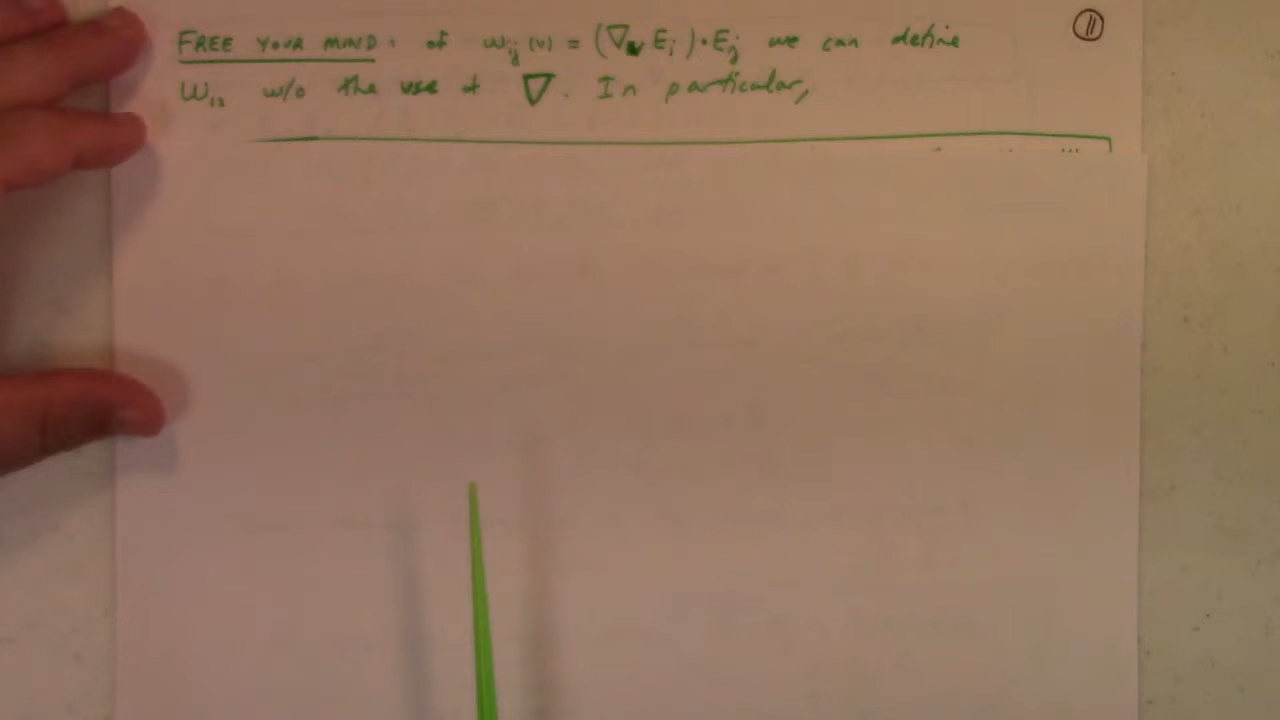 11
FREE YOUR MIND: of ω_ij(v) = (∇_v E_i)·E_j we can define
ω_12 w/o the use of ∇. In particular,